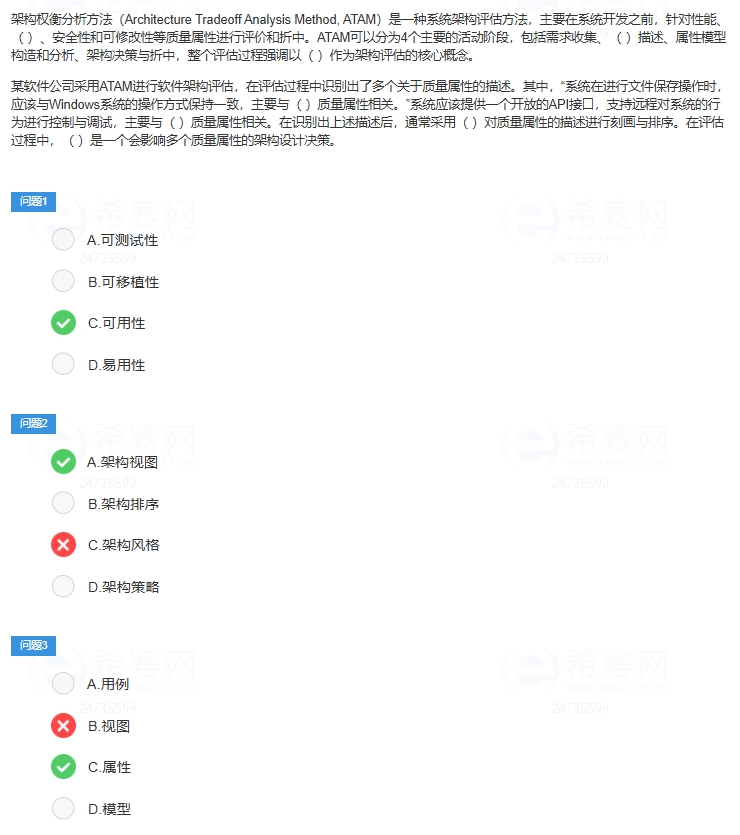 架构权衡分析方法（Architecture Tradeoff Analysis Method, ATAM）是一种系统架构评估方法，主要在系统开发之前，针对性能、
（ ）、安全性和可修改性等质量属性进行评价和折中。ATAM可以分为4个主要的活动阶段，包括需求收集、（ ）描述、属性模型
构造和分析、架构决策与折中，整个评估过程强调以（ ）作为架构评估的核心概念。
某软件公司采用ATAM进行软件架构评估，在评估过程中识别出了多个关于质量属性的描述。其中，“系统在进行文件保存操作时，
应该与Windows系统的操作方式保持一致，主要与（ ）质量属性相关。”系统应该提供一个开放的API接口，支持远程对系统的行
为进行控制与调试，主要与（ ）质量属性相关。在识别出上述描述后，通常采用（ ）对质量属性的描述进行刻画与排序。在评估
过程中，（ ）是一个会影响多个质量属性的架构设计决策。
问题1
希赛网
希赛网
A.可测试性
24735599
24735599
B.可移植性
C.可用性
D.易用性
问题2
希赛网
希赛网
A.架构视图
24735599
24735599
B.架构排序
C.架构风格
D.架构策略
问题3
希赛网
希赛网
A.用例
24735599
24735599
B.视图
C.属性
D.模型